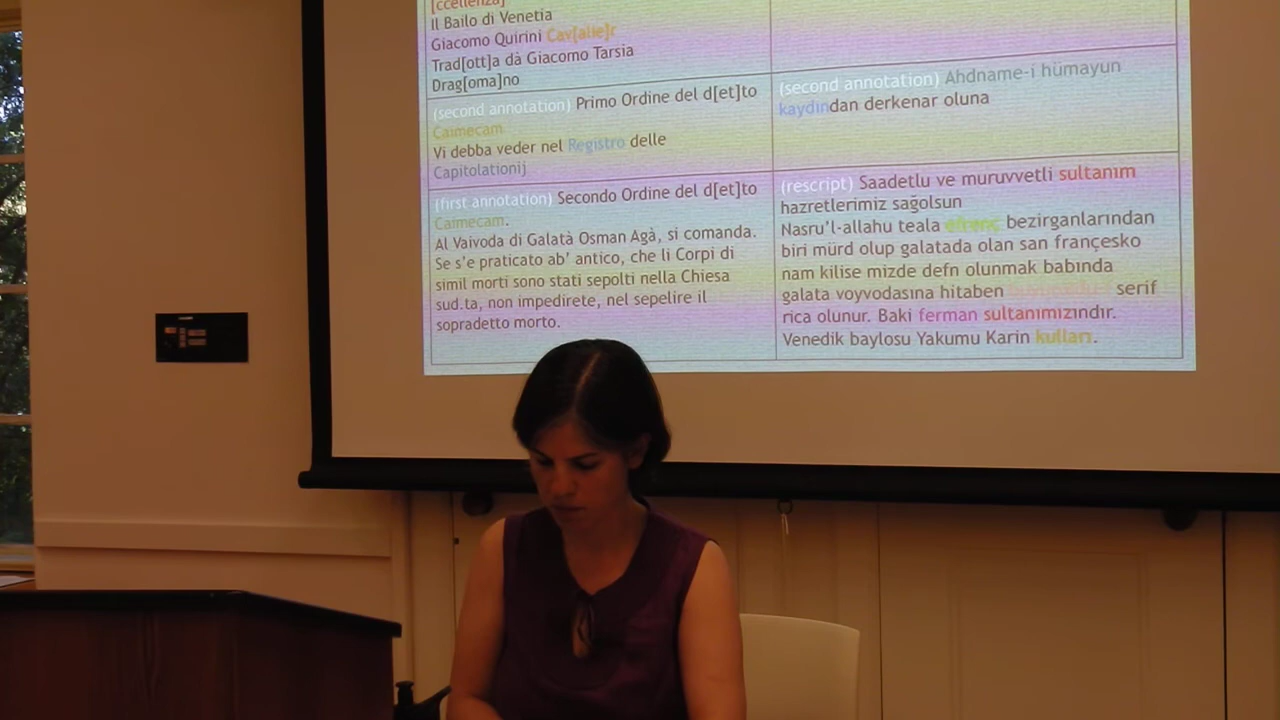 [ccellenza]
Il Bailo di Venetia
Giacomo Quirini Cav[alie]r
Trad[ott]a dà Giacomo Tarsia
Drag[oma]no
(second annotation) Primo Ordine del d[et]to
Caimecam
Vi debba veder nel Registro delle
Capitolationij
(second annotation) Ahdname-i hümayun
kaydından derkenar oluna
(first annotation) Secondo Ordine del d[et]to
Caimecam.
Al Vaivoda di Galatà Osman Agà, si comanda.
Se s'e praticato ab' antico, che li Corpi di
simil morti sono stati sepolti nella Chiesa
sud.ta, non impedirete, nel sepelire il
sopradetto morto.
(rescript) Saadetlu ve muruvvetli sultanım
hazretlerimiz sağolsun
Nasru'l-allahu teala efrenç bezirganlarından
biri mürd olup galatada olan san françesko
nam kilise mizde defn olunmak babında
galata voyvodasına hitaben serif
rica olunur. Baki ferman sultanımızındır.
Venedik baylosu Yakumu Karin kulları.